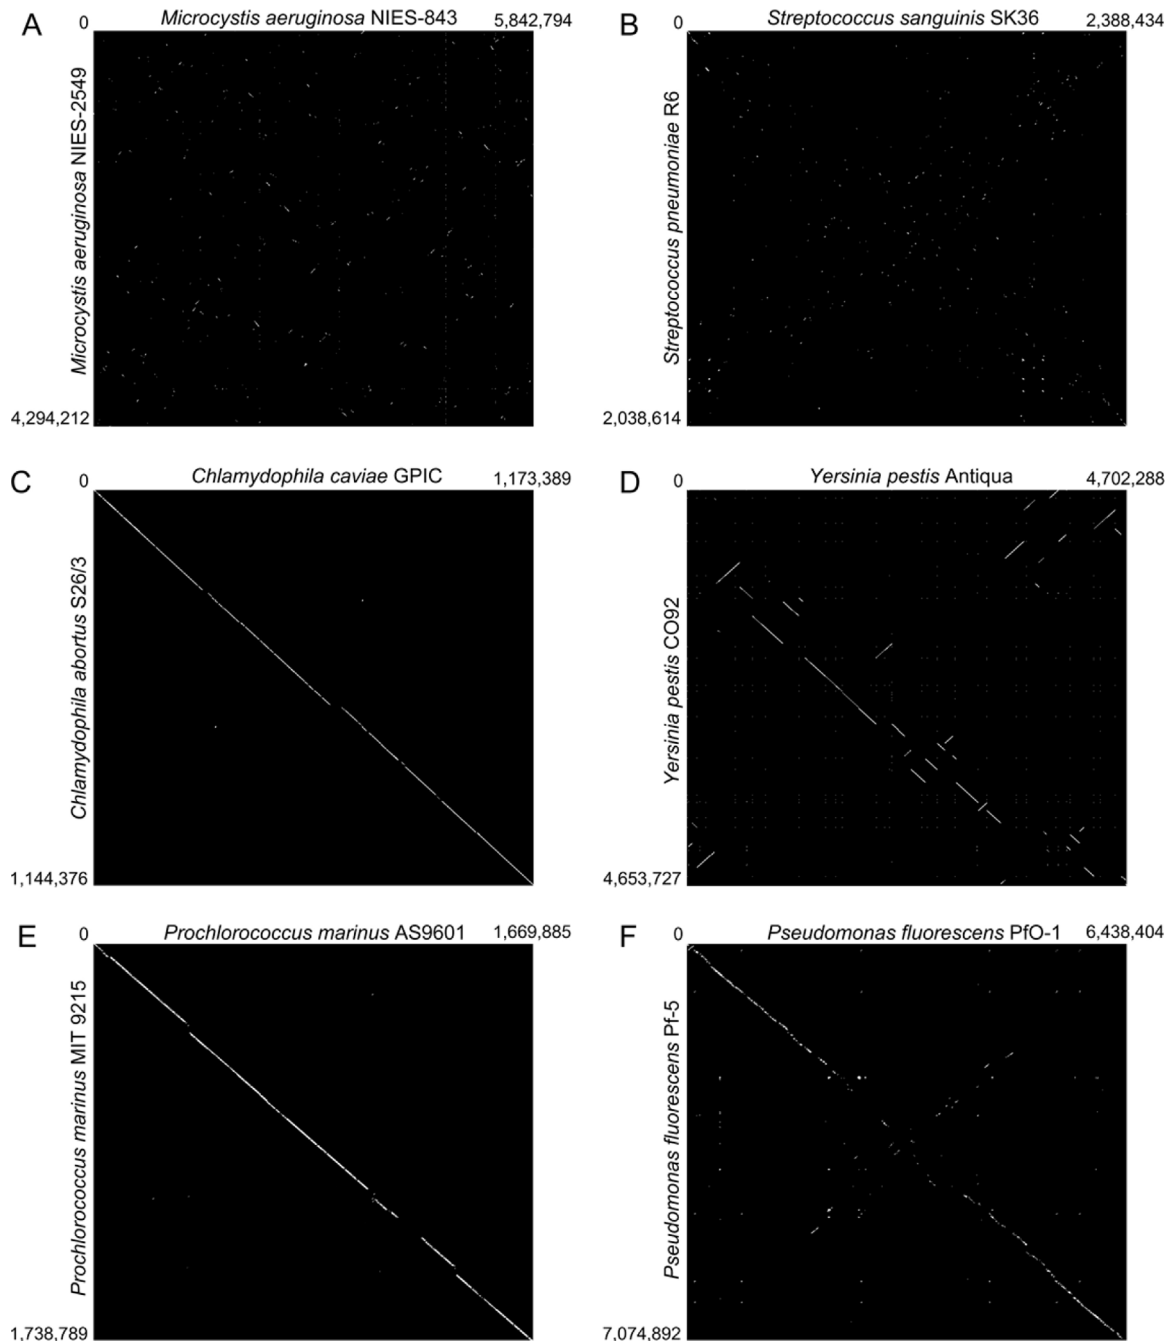 A
0
Microcystis aeruginosa NIES-843
5,842,794
Microcystis aeruginosa NIES-2549
4,294,212
B
0
Streptococcus sanguinis SK36
2,388,434
Streptococcus pneumoniae R6
2,038,614
C
0
Chlamydophila caviae GPIC
1,173,389
Chlamydophila abortus S26/3
1,144,376
D
0
Yersinia pestis Antiqua
4,702,288
Yersinia pestis CO92
4,653,727
E
0
Prochlorococcus marinus AS9601
1,669,885
Prochlorococcus marinus MIT 9215
1,738,789
F
0
Pseudomonas fluorescens PfO-1
6,438,404
Pseudomonas fluorescens Pf-5
7,074,892